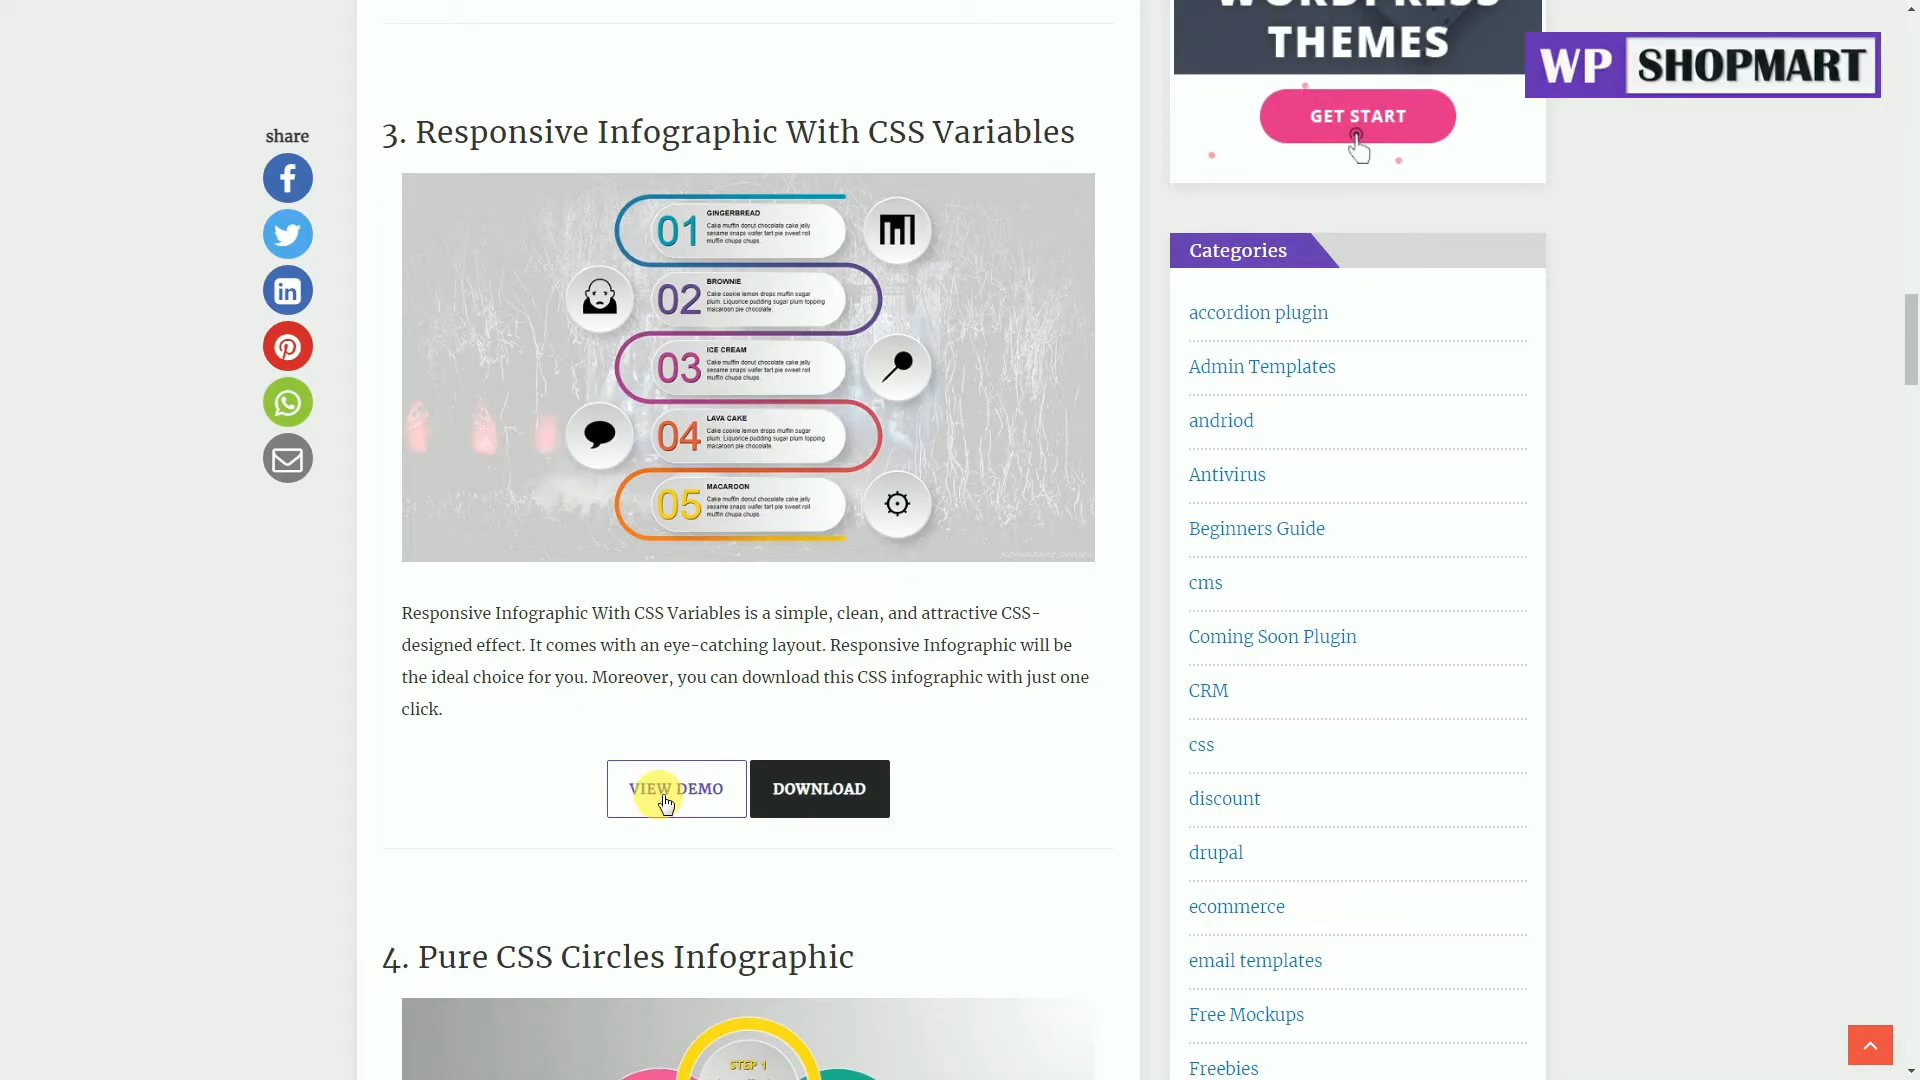 WORDPRESS
THEMES
GET START
WP SHOPMART
share
3. Responsive Infographic With CSS Variables
01
GINGERBREAD
Cake muffin donut chocolate cake jelly
sesame snaps wafer tart pie sweet roll
muffin chupa chups.
02
BROWNIE
Cake cookie lemon drops muffin sugar
plum. Liquorice pudding sugar plum topping
macaroon pie chocolate.
03
ICE CREAM
Cake muffin donut chocolate cake jelly
sesame snaps wafer tart pie sweet roll
muffin chupa chups.
04
LAVA CAKE
Cake cookie lemon drops muffin sugar
plum. Liquorice pudding sugar plum topping
macaroon pie chocolate.
05
MACAROON
Cake muffin donut chocolate cake jelly
sesame snaps wafer tart pie sweet roll
muffin chupa chups.
Responsive Infographic With CSS Variables is a simple, clean, and attractive CSS-
designed effect. It comes with an eye-catching layout. Responsive Infographic will be
the ideal choice for you. Moreover, you can download this CSS infographic with just one
click.
VIEW DEMO
DOWNLOAD
4. Pure CSS Circles Infographic
STEP 1
Categories
accordion plugin
Admin Templates
andriod
Antivirus
Beginners Guide
cms
Coming Soon Plugin
CRM
css
discount
drupal
ecommerce
email templates
Free Mockups
Freebies